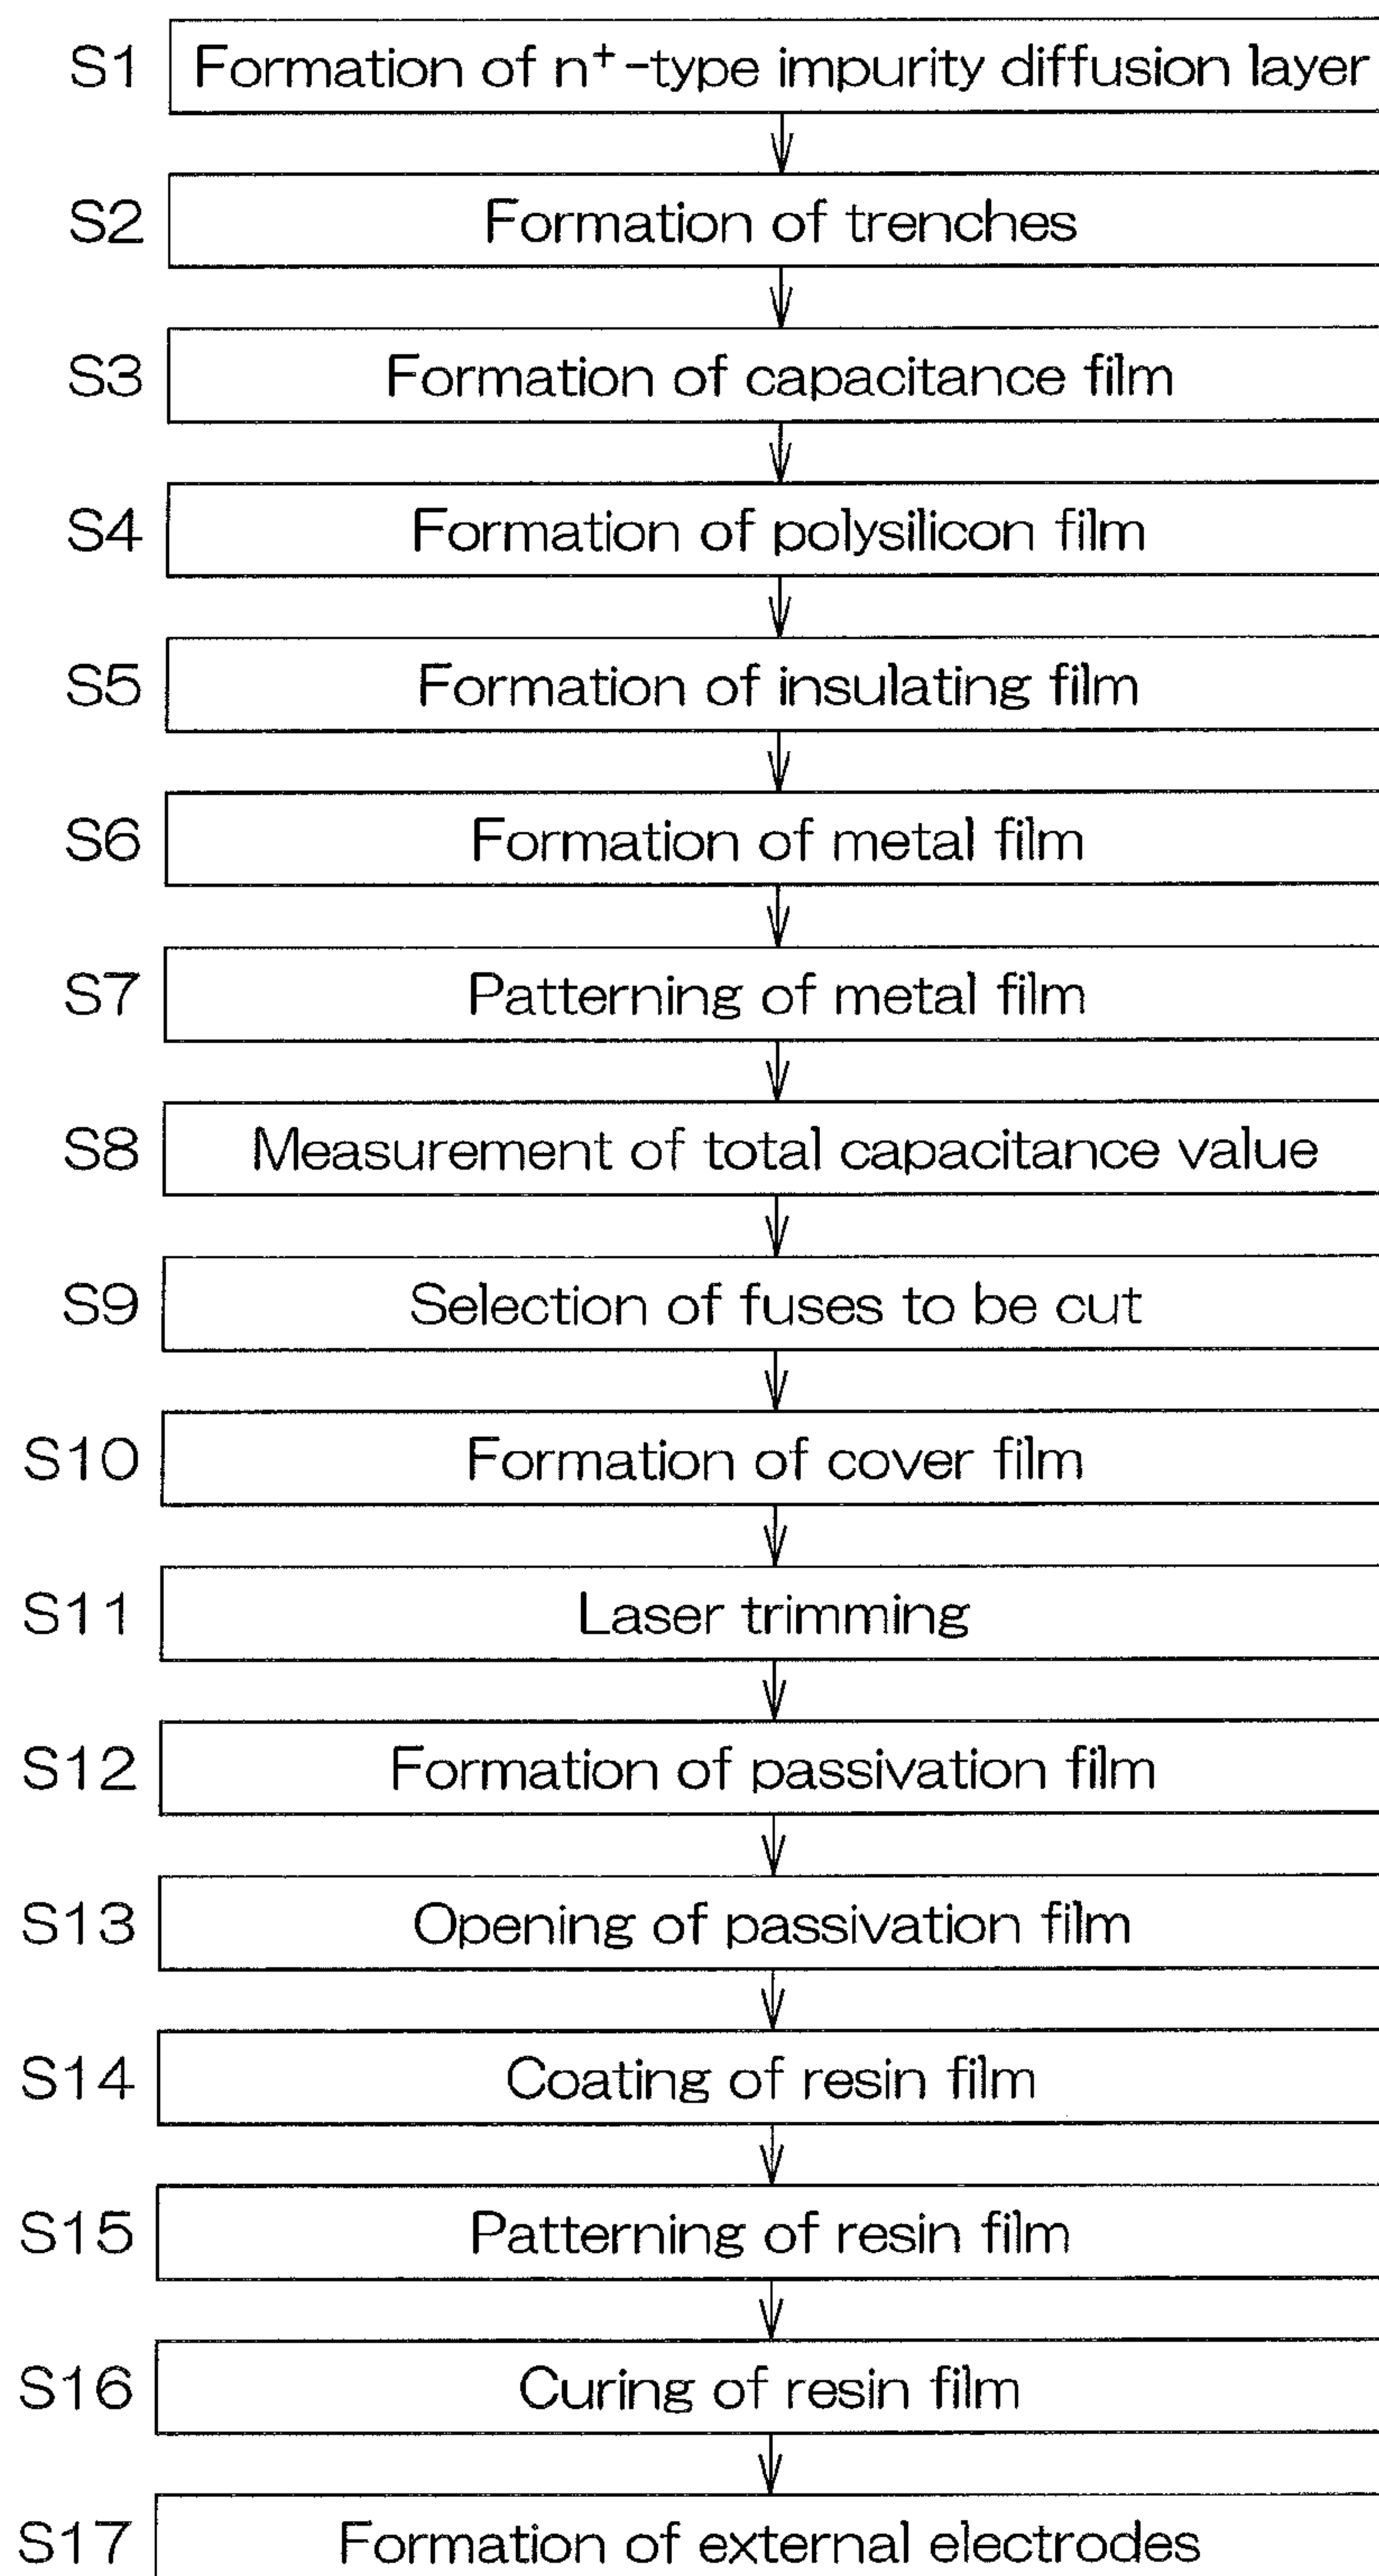 S1 Formation of n⁺-type impurity diffusion layer
S2 Formation of trenches
S3 Formation of capacitance film
S4 Formation of polysilicon film
S5 Formation of insulating film
S6 Formation of metal film
S7 Patterning of metal film
S8 Measurement of total capacitance value
S9 Selection of fuses to be cut
S10 Formation of cover film
S11 Laser trimming
S12 Formation of passivation film
S13 Opening of passivation film
S14 Coating of resin film
S15 Patterning of resin film
S16 Curing of resin film
S17 Formation of external electrodes